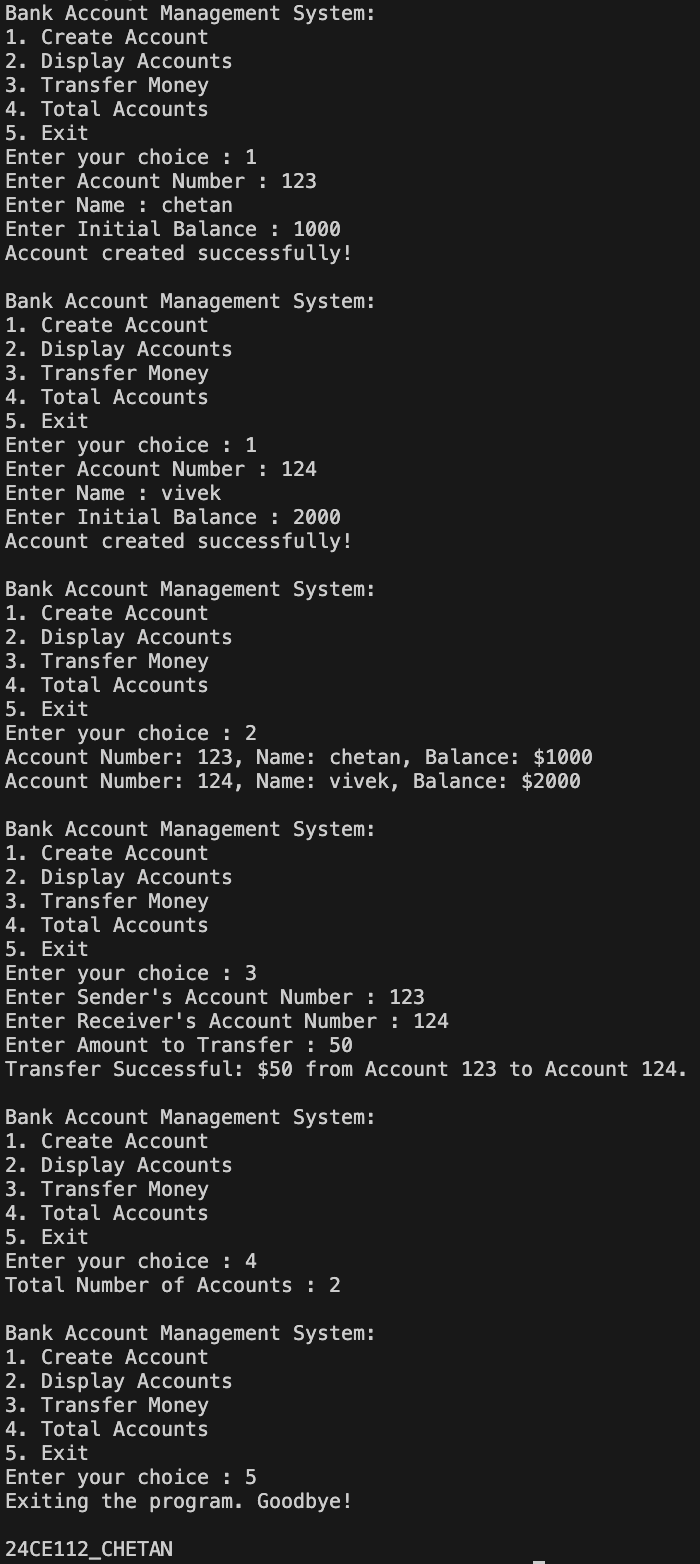 Bank Account Management System:
1. Create Account
2. Display Accounts
3. Transfer Money
4. Total Accounts
5. Exit
Enter your choice : 1
Enter Account Number : 123
Enter Name : chetan
Enter Initial Balance : 1000
Account created successfully!

Bank Account Management System:
1. Create Account
2. Display Accounts
3. Transfer Money
4. Total Accounts
5. Exit
Enter your choice : 1
Enter Account Number : 124
Enter Name : vivek
Enter Initial Balance : 2000
Account created successfully!

Bank Account Management System:
1. Create Account
2. Display Accounts
3. Transfer Money
4. Total Accounts
5. Exit
Enter your choice : 2
Account Number: 123, Name: chetan, Balance: $1000
Account Number: 124, Name: vivek, Balance: $2000

Bank Account Management System:
1. Create Account
2. Display Accounts
3. Transfer Money
4. Total Accounts
5. Exit
Enter your choice : 3
Enter Sender's Account Number : 123
Enter Receiver's Account Number : 124
Enter Amount to Transfer : 50
Transfer Successful: $50 from Account 123 to Account 124.

Bank Account Management System:
1. Create Account
2. Display Accounts
3. Transfer Money
4. Total Accounts
5. Exit
Enter your choice : 4
Total Number of Accounts : 2

Bank Account Management System:
1. Create Account
2. Display Accounts
3. Transfer Money
4. Total Accounts
5. Exit
Enter your choice : 5
Exiting the program. Goodbye!

24CE112_CHETAN